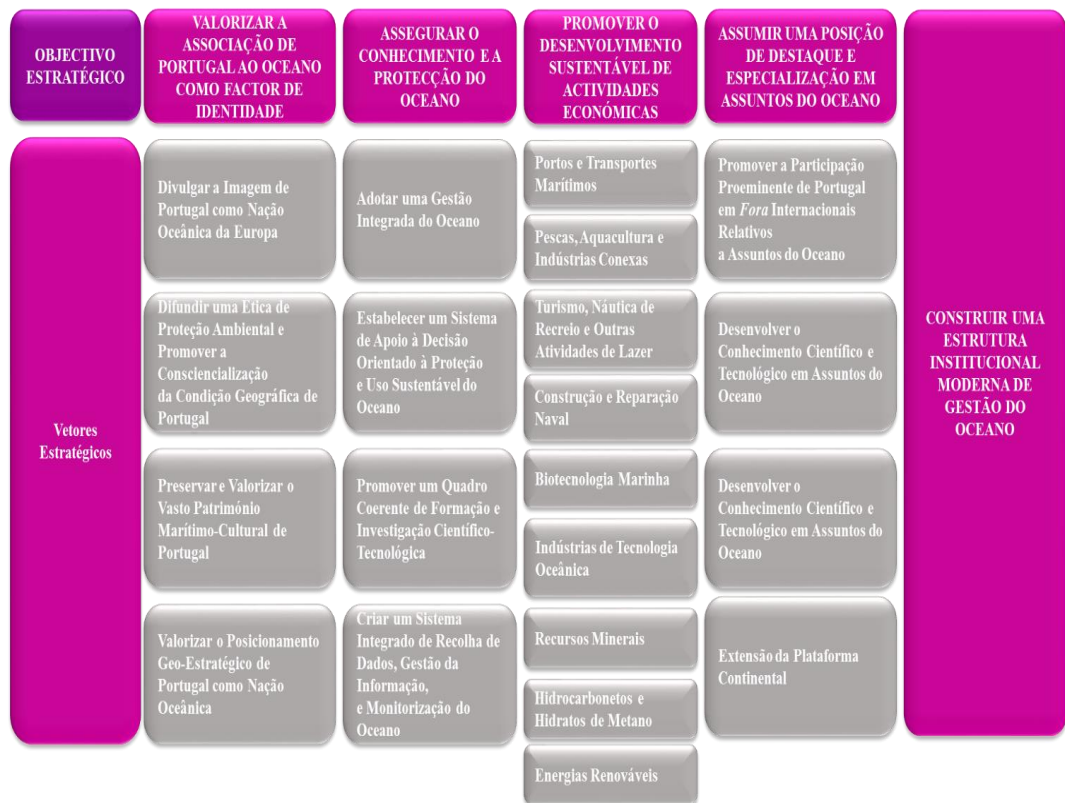 OBJECTIVO
ESTRATÉGICO
VALORIZAR A
ASSOCIAÇÃO DE
PORTUGAL AO OCEANO
COMO FACTOR DE
IDENTIDADE
ASSEGURAR O
CONHECIMENTO E A
PROTECÇÃO DO
OCEANO
PROMOVER O
DESENVOLVIMENTO
SUSTENTÁVEL DE
ACTIVIDADES
ECONÓMICAS
ASSUMIR UMA POSIÇÃO
DE DESTAQUE E
ESPECIALIZAÇÃO EM
ASSUNTOS DO OCEANO
CONSTRUIR UMA
ESTRUTURA
INSTITUCIONAL
MODERNA DE
GESTÃO DO
OCEANO
Vetores
Estratégicos
Divulgar a Imagem de
Portugal como Nação
Oceânica da Europa
Difundir uma Etica de
Proteção Ambiental e
Promover a
Consciencialização
da Condição Geográfica de
Portugal
Preservar e Valorizar o
Vasto Património
Marítimo-Cultural de
Portugal
Valorizar o Posicionamento
Geo-Estratégico de
Portugal como Nação
Oceânica
Adotar uma Gestão
Integrada do Oceano
Estabelecer um Sistema
de Apoio à Decisão
Orientado à Proteção
e Uso Sustentável do
Oceano
Promover um Quadro
Coerente de Formação e
Investigação Científico-
Tecnológica
Criar um Sistema
Integrado de Recolha de
Dados, Gestão da
Informação,
e Monitorização do
Oceano
Portos e Transportes
Marítimos
Pescas, Aquacultura e
Indústrias Conexas
Turismo, Náutica de
Recreio e Outras
Atividades de Lazer
Construção e Reparação
Naval
Biotecnologia Marinha
Indústrias de Tecnologia
Oceânica
Recursos Minerais
Hidrocarbonetos e
Hidratos de Metano
Energias Renováveis
Promover a Participação
Proeminente de Portugal
em Fora Internacionais
Relativos
a Assuntos do Oceano
Desenvolver o
Conhecimento Científico e
Tecnológico em Assuntos do
Oceano
Desenvolver o
Conhecimento Científico e
Tecnológico em Assuntos do
Oceano
Extensão da Plataforma
Continental